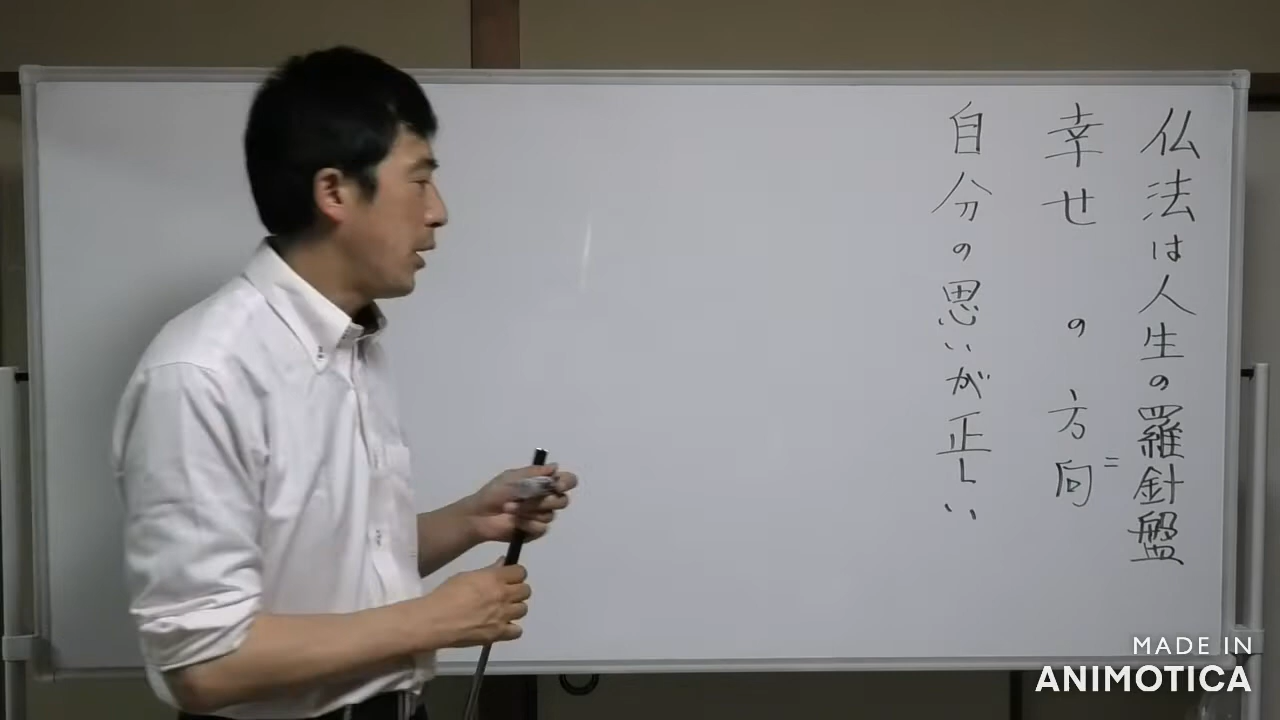 仏法は人生の羅針盤
=
幸せの方向
自分の思いが正しい
MADE IN
ANIMOTICA